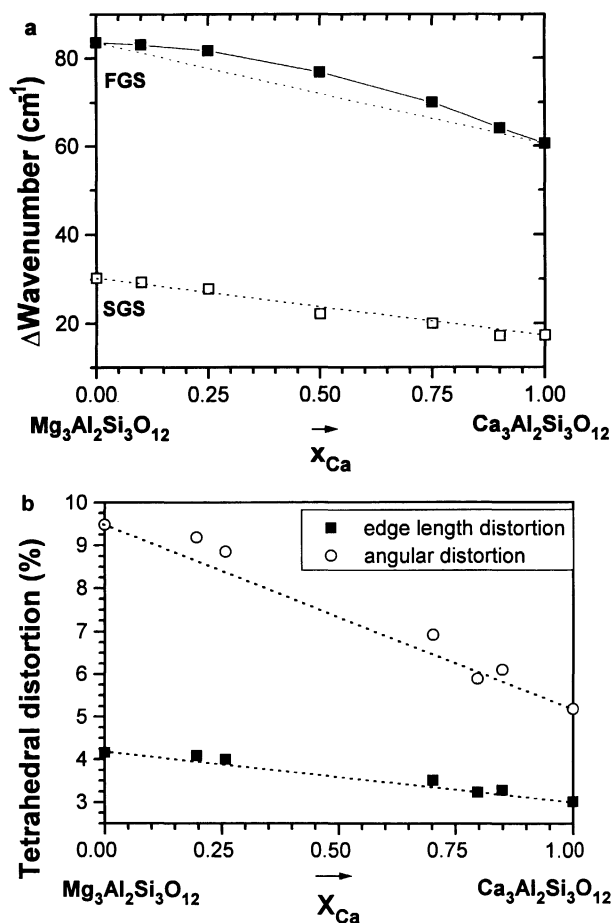 a
80
60
40
20
ΔWavenumber (cm⁻¹)
FGS
SGS
0.00 0.25 0.50 0.75 1.00
Mg₃Al₂Si₃O₁₂ → Ca₃Al₂Si₃O₁₂
x_Ca
b
10
9
8
7
6
5
4
3
Tetrahedral distortion (%)
edge length distortion
angular distortion
0.00 0.25 0.50 0.75 1.00
Mg₃Al₂Si₃O₁₂ → Ca₃Al₂Si₃O₁₂
X_Ca